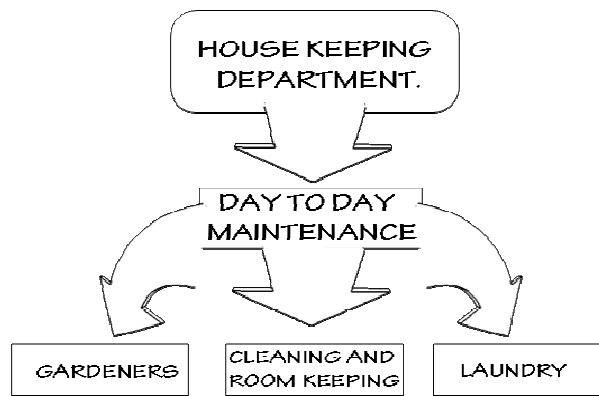 HOUSE KEEPING
DEPARTMENT.
DAY TO DAY
MAINTENANCE
GARDENERS
CLEANING AND
ROOM KEEPING
LAUNDRY